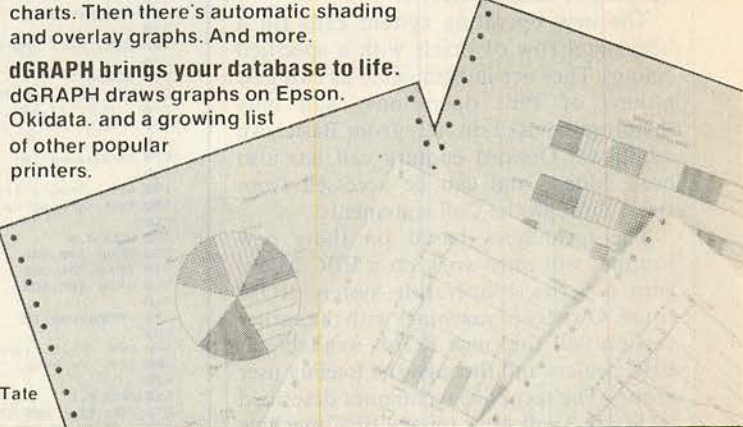 charts. Then there's automatic shading
and overlay graphs. And more.
dGRAPH brings your database to life.
dGRAPH draws graphs on Epson.
Okidata. and a growing list
of other popular
printers.
Tate